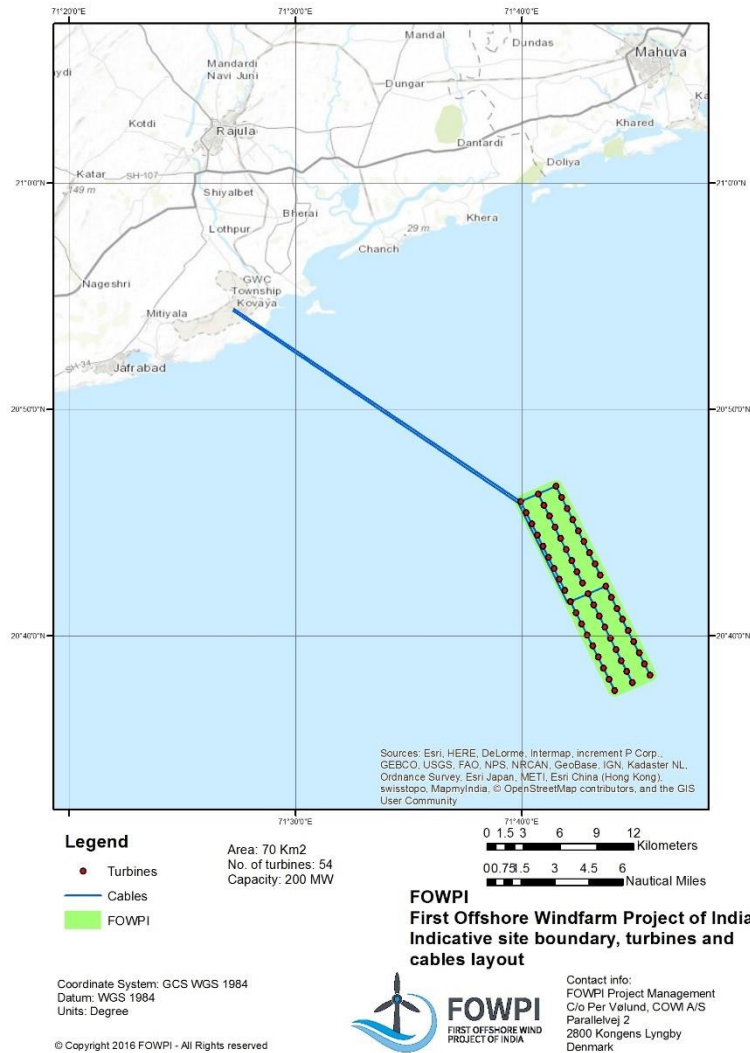 71°20'0"E
71°30'0"E
71°40'0"E
Mandal
Dundas
Mahuva
Mandardi
Navi Juni
Dungar
Kotdi
Rajula
Khared
Dantardi
Doliya
21°0'0"N
Katar
SH-107
149 m
Shiyalbet
Bherai
Khera
Lothpur
29 m
Chanch
Nageshri
GWC
Township
Kovaya
Mitiyala
SH-34
Jafrabad
20°50'0"N
20°50'0"N
20°40'0"N
20°40'0"N
Sources: Esri, HERE, DeLorme, Intermap, increment P Corp.,
GEBCO, USGS, FAO, NPS, NRCAN, GeoBase, IGN, Kadaster NL,
Ordnance Survey, Esri Japan, METI, Esri China (Hong Kong),
swisstopo, MapmyIndia, © OpenStreetMap contributors, and the GIS
User Community
71°30'0"E
71°40'0"E
Legend
Turbines
Cables
FOWPI
Area: 70 Km2
No. of turbines: 54
Capacity: 200 MW
0 1.5 3 6 9 12
Kilometers
0 0.75 1.5 3 4.5 6
Nautical Miles
FOWPI
First Offshore Windfarm Project of India
Indicative site boundary, turbines and
cables layout
Coordinate System: GCS WGS 1984
Datum: WGS 1984
Units: Degree
© Copyright 2016 FOWPI - All Rights reserved
FOWPI
FIRST OFFSHORE WIND
PROJECT OF INDIA
Contact info:
FOWPI Project Management
C/o Per Vølund, COWI A/S
Parallelvej 2
2800 Kongens Lyngby
Denmark